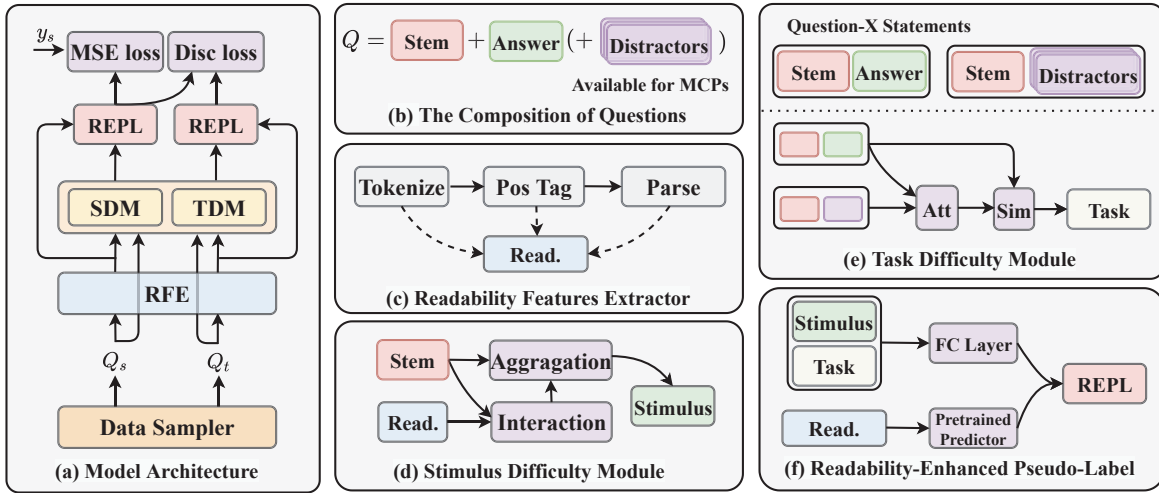 y_s
MSE loss
Disc loss
REPL
REPL
SDM
TDM
RFE
Q_s
Q_t
Data Sampler
(a) Model Architecture
Q = Stem + Answer (+ Distractors )
Available for MCPs
(b) The Composition of Questions
Tokenize
Pos Tag
Parse
Read.
(c) Readability Features Extractor
Stem
Aggragation
Read.
Interaction
Stimulus
(d) Stimulus Difficulty Module
Question-X Statements
Stem
Answer
Stem
Distractors
Att
Sim
Task
(e) Task Difficulty Module
Stimulus
Task
FC Layer
REPL
Read.
Pretrained
Predictor
(f) Readability-Enhanced Pseudo-Label